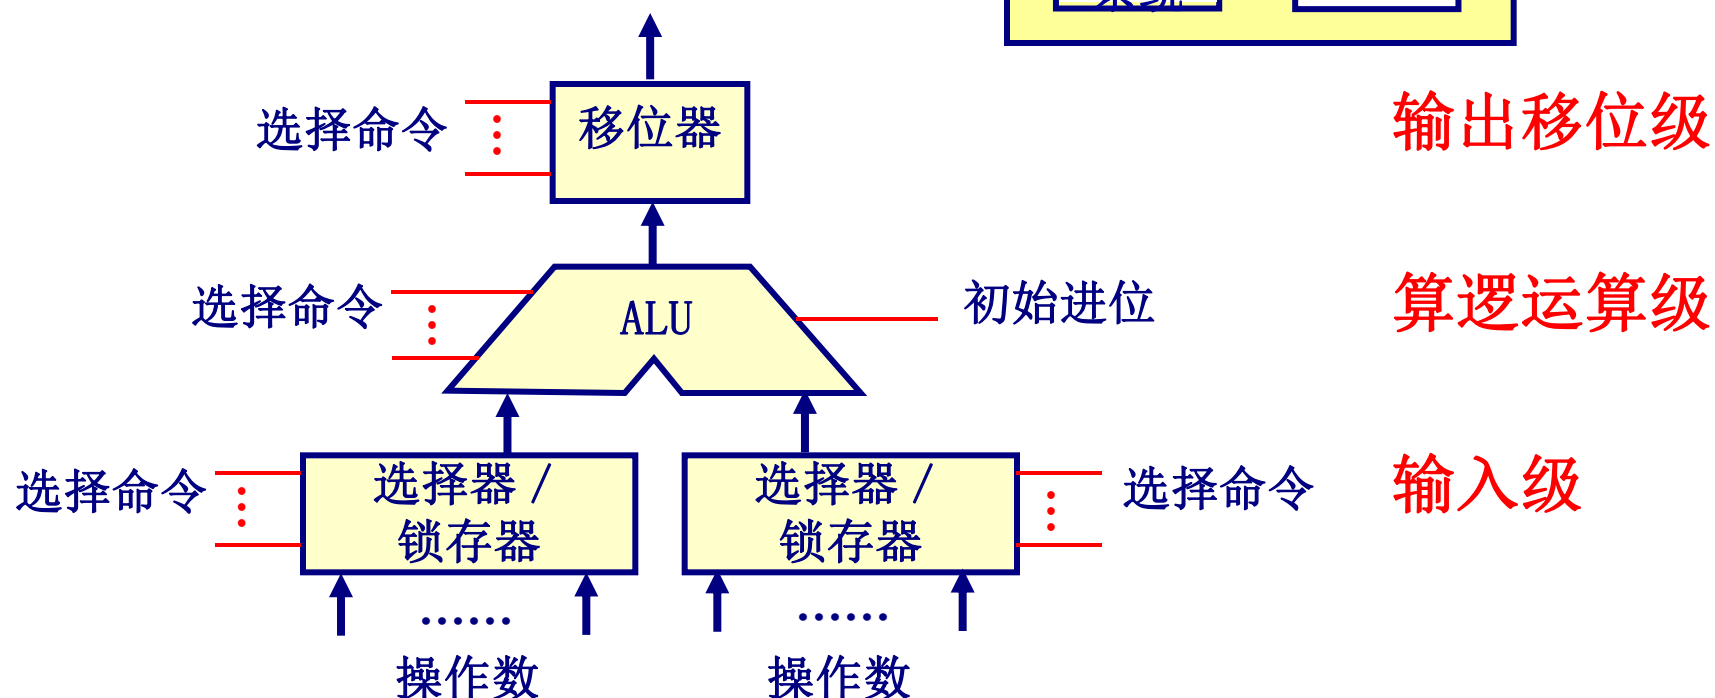 系统
选择命令
移位器
输出移位级
选择命令
ALU
初始进位
算逻运算级
选择命令
选择器/
锁存器
选择器/
锁存器
选择命令
输入级
......
......
操作数
操作数